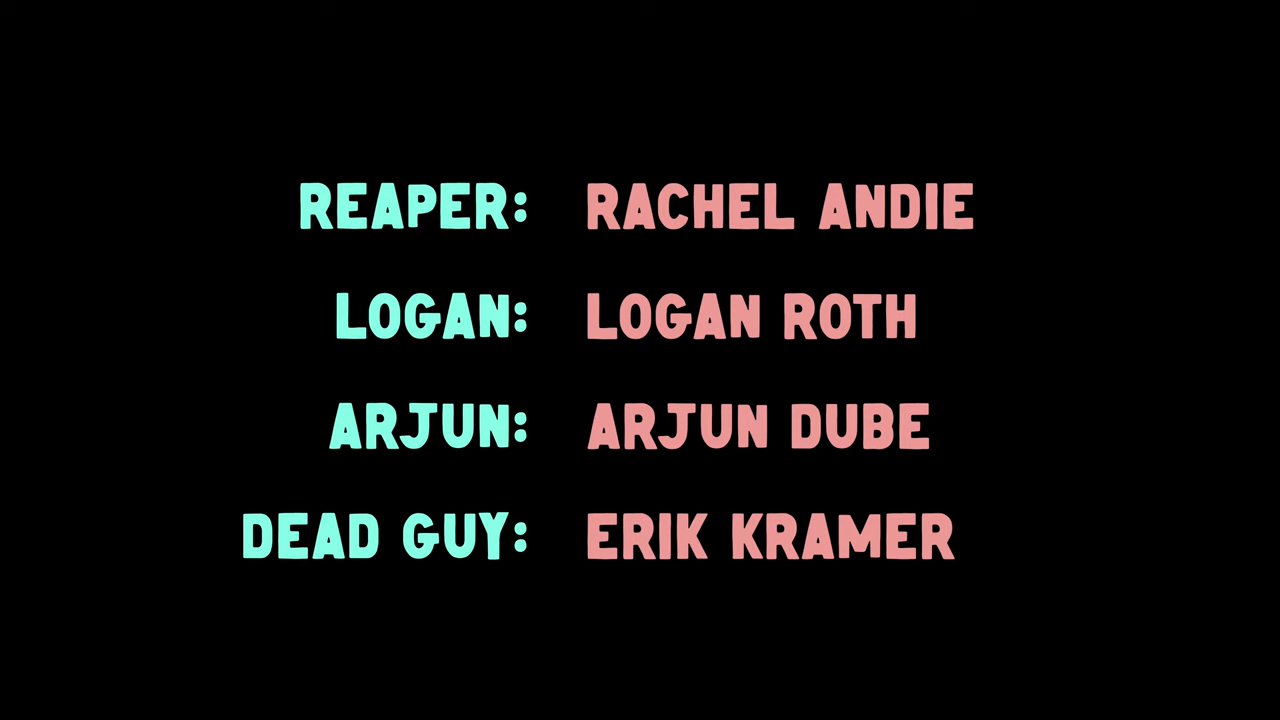 REAPER: RACHEL ANDIE
LOGAN: LOGAN ROTH
ARJUN: ARJUN DUBE
DEAD GUY: ERIK KRAMER